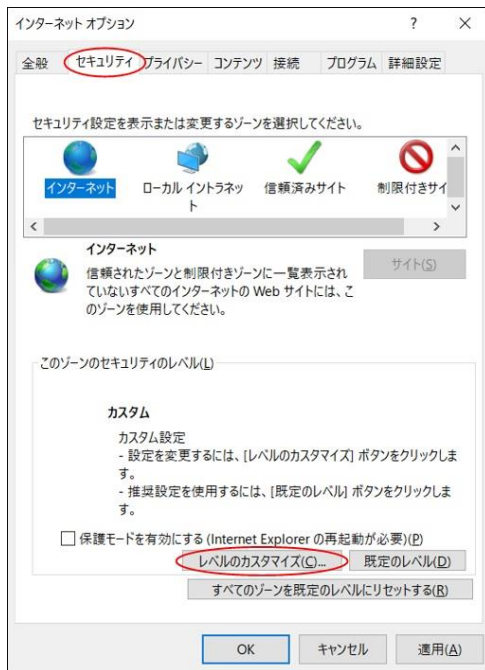 インターネット オプション ? ×
全般 セキュリティ プライバシー コンテンツ 接続 プログラム 詳細設定
セキュリティ設定を表示または変更するゾーンを選択してください。
インターネット ローカル イントラネッ 信頼済みサイト 制限付きサイ
ト
インターネット
サイト(S)
信頼されたゾーンと制限付きゾーンに一覧表示され
ていないすべてのインターネットの Web サイトには、こ
のゾーンを使用してください。
このゾーンのセキュリティのレベル(L)
カスタム
カスタム設定
- 設定を変更するには、[レベルのカスタマイズ] ボタンをクリックしま
す。
- 推奨設定を使用するには、[既定のレベル] ボタンをクリックしま
す。
保護モードを有効にする (Internet Explorer の再起動が必要)(P)
レベルのカスタマイズ(C)... 既定のレベル(D)
すべてのゾーンを既定のレベルにリセットする(R)
OK キャンセル 適用(A)